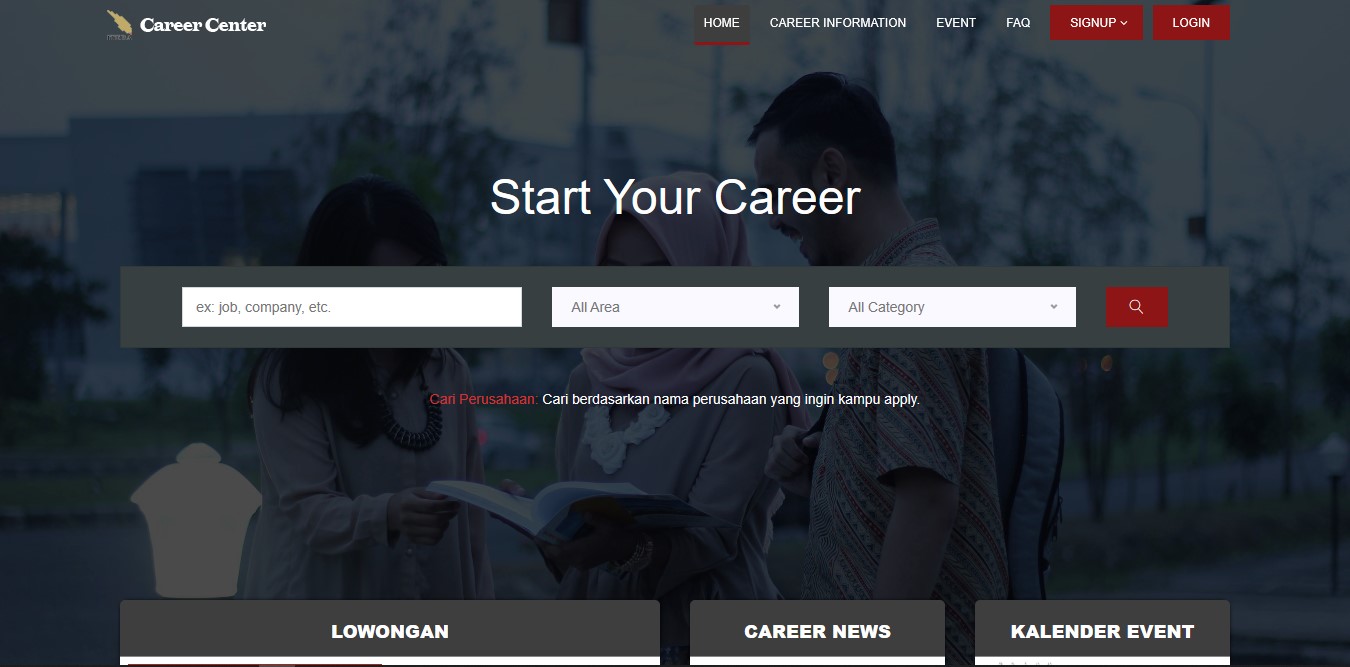 Career Center
HOME
CAREER INFORMATION
EVENT
FAQ
SIGNUP
LOGIN
Start Your Career
ex: job, company, etc.
All Area
All Category
Cari Perusahaan: Cari berdasarkan nama perusahaan yang ingin kampu apply.
LOWONGAN
CAREER NEWS
KALENDER EVENT